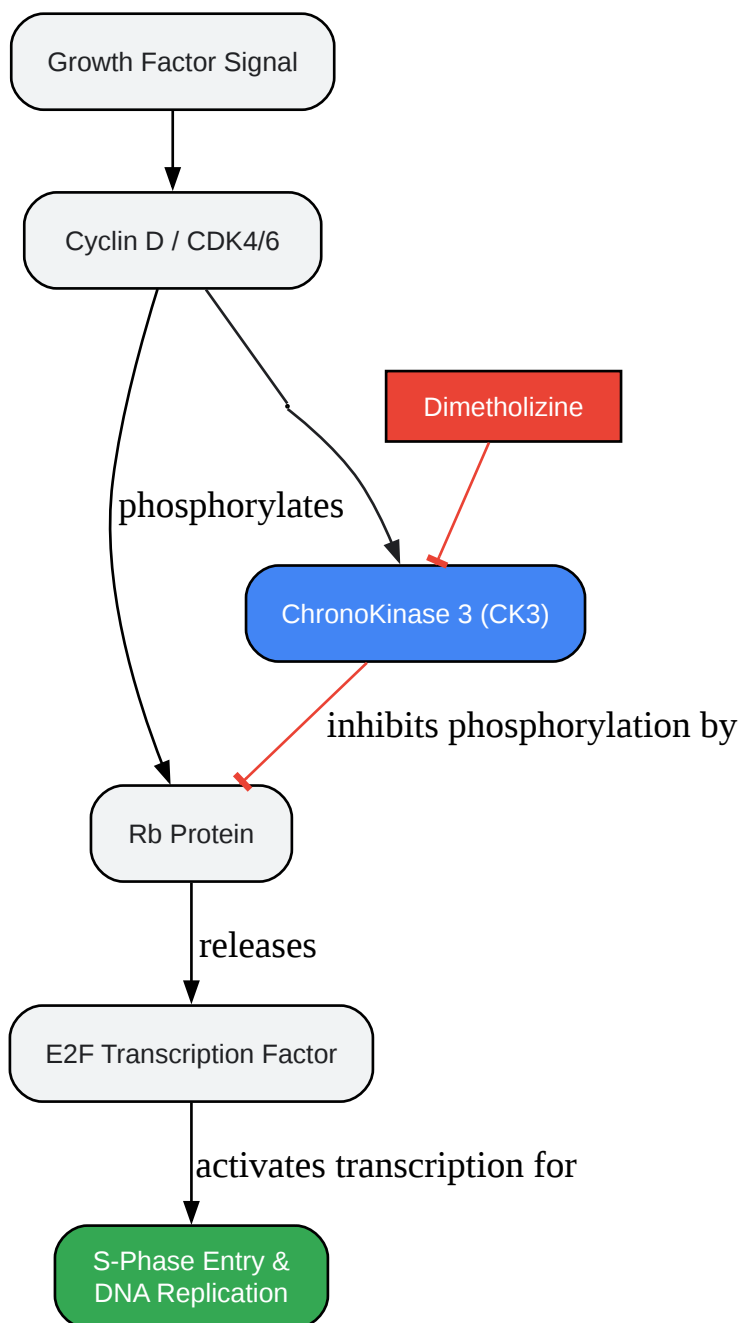 Growth Factor Signal
Cyclin D / CDK4/6
Dimetholizine
phosphorylates
ChronoKinase 3 (CK3)
inhibits phosphorylation by
Rb Protein
releases
E2F Transcription Factor
activates transcription for
S-Phase Entry &
DNA Replication